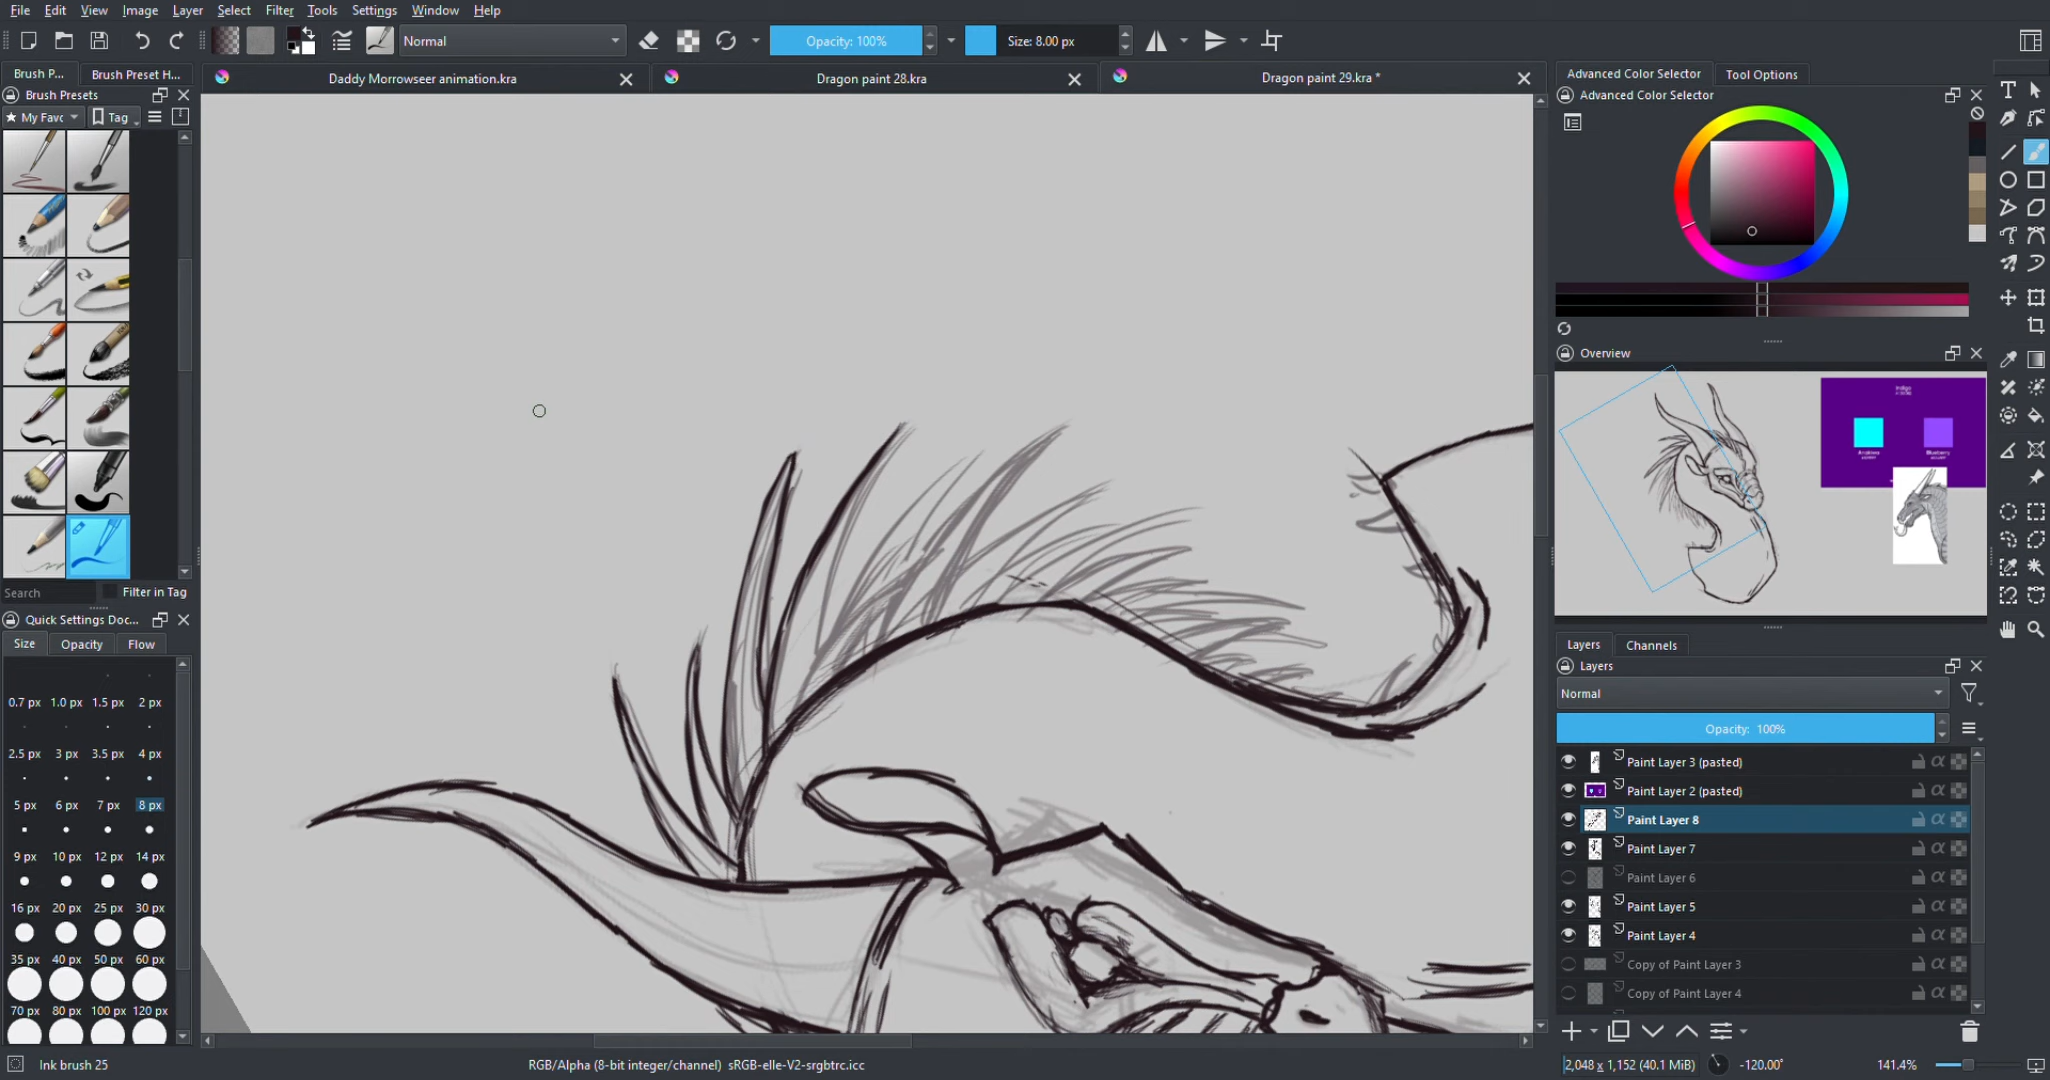 File Edit View Image Layer Select Filter Tools Settings Window Help
Normal Opacity: 100% Size: 8.00 px
Brush P... Brush Preset H...
Daddy Morrowseer animation.kra Dragon paint 28.kra Dragon paint 29.kra *
Brush Presets
My Favc Tag
Search Filter in Tag
Quick Settings Doc...
Size Opacity Flow
0.7 px 1.0 px 1.5 px 2 px
2.5 px 3 px 3.5 px 4 px
5 px 6 px 7 px 8 px
9 px 10 px 12 px 14 px
16 px 20 px 25 px 30 px
35 px 40 px 50 px 60 px
70 px 80 px 100 px 120 px
Advanced Color Selector Tool Options
Advanced Color Selector
Overview
Layers Channels
Layers
Normal
Opacity: 100%
Paint Layer 3 (pasted)
Paint Layer 2 (pasted)
Paint Layer 8
Paint Layer 7
Paint Layer 6
Paint Layer 5
Paint Layer 4
Copy of Paint Layer 3
Copy of Paint Layer 4
Ink brush 25 RGB/Alpha (8-bit integer/channel) sRGB-elle-V2-srgbtrc.icc 2,048 x 1,152 (40.1 MiB) -120.00° 141.4%